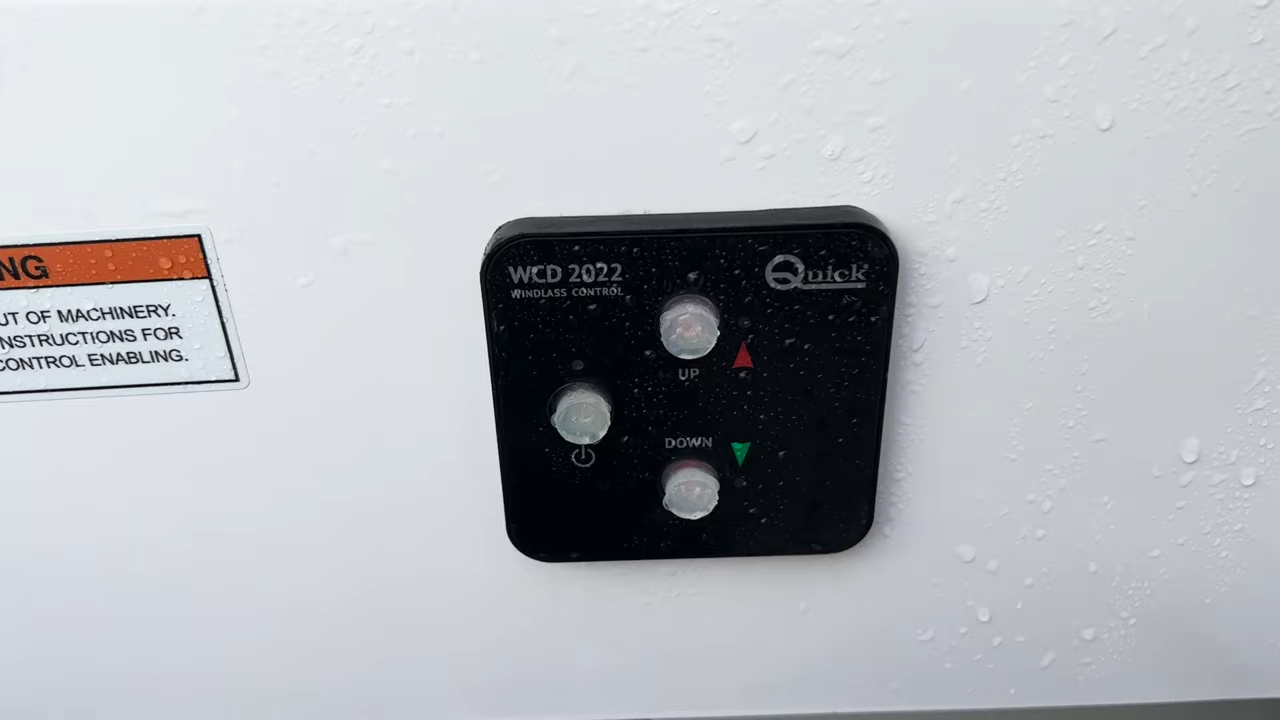 NG
UT OF MACHINERY.
NSTRUCTIONS FOR
CONTROL ENABLING.
WCD 2022
WINDLASS CONTROL
Quick
UP
DOWN